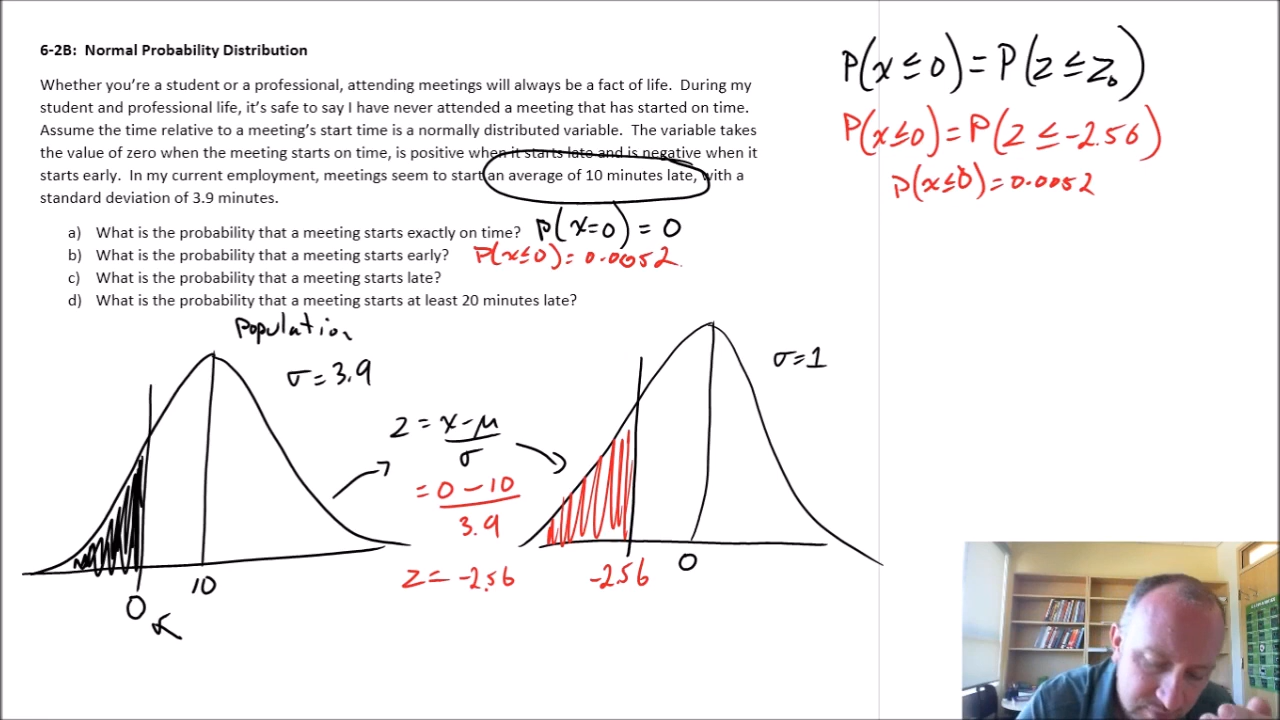 6-2B: Normal Probability Distribution
Whether you're a student or a professional, attending meetings will always be a fact of life. During my
student and professional life, it's safe to say I have never attended a meeting that has started on time.
Assume the time relative to a meeting's start time is a normally distributed variable. The variable takes
the value of zero when the meeting starts on time, is positive when it starts late and is negative when it
starts early. In my current employment, meetings seem to start an average of 10 minutes late, with a
standard deviation of 3.9 minutes.
a) What is the probability that a meeting starts exactly on time? P(x=0) = 0
b) What is the probability that a meeting starts early? P(x≤0) = 0.0052
c) What is the probability that a meeting starts late?
d) What is the probability that a meeting starts at least 20 minutes late?
P(x≤0) = P(z≤z₀)
P(x≤0) = P(z≤-2.56)
P(x≤0) = 0.0052
Population
σ=3.9
0
10
σ
z = x-μ
σ
= 0-10
3.9
z = -2.56
σ=1
-2.56
0